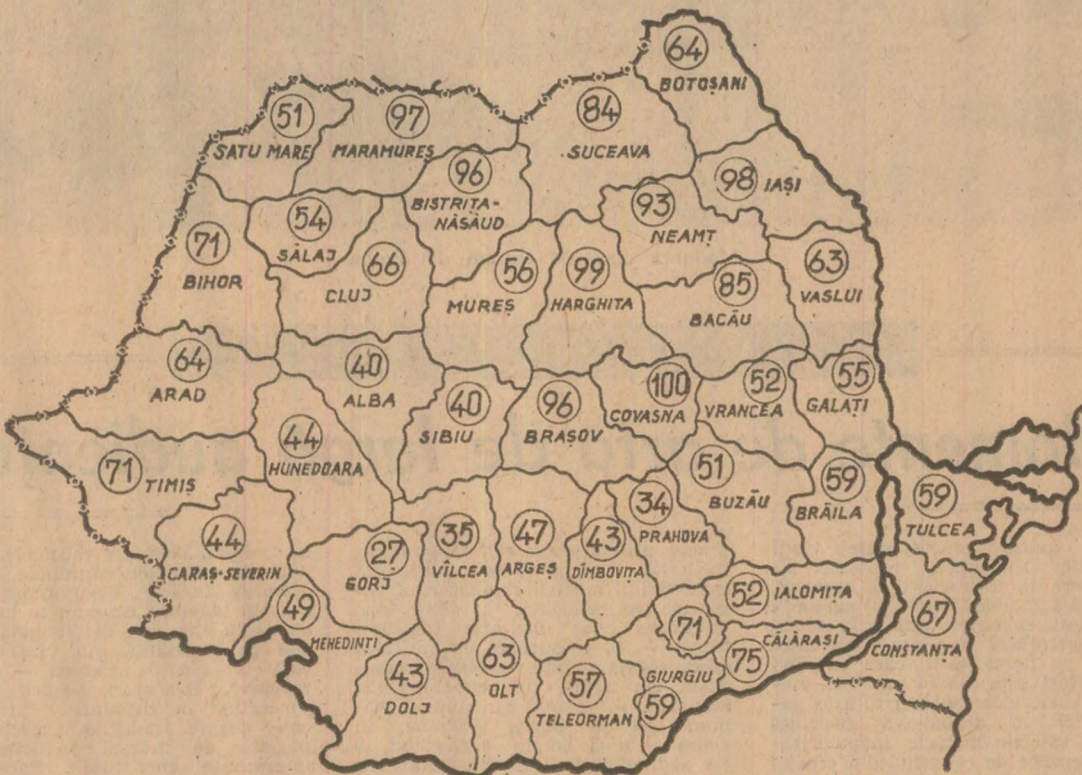 64
BOTOȘANI
51
SATU MARE
97
MARAMUREȘ
84
SUCEAVA
96
BISTRIȚA-
NĂSĂUD
98 IAȘI
93
NEAMȚ
54
SĂLAJ
71
BIHOR
66
CLUJ
56
MUREȘ
99
HARGHITA
85
BACĂU
63
VASLUI
64
ARAD
40
ALBA
40
SIBIU
96
BRAȘOV
100
COVASNA
52
VRANCEA
55
GALAȚI
44
HUNEDOARA
71 TIMIȘ
51
BUZĂU
59
BRĂILA
59
TULCEA
44
CARAȘ-SEVERIN
27
GORJ
35
VÎLCEA
47
ARGEȘ
43
DÎMBOVIȚA
34
PRAHOVA
49
MEHEDINȚI
52 IALOMIȚA
71
75
CĂLĂRAȘI
67
CONSTANȚA
43
DOLJ
63
OLT
57
TELEORMAN
GIURGIU
59